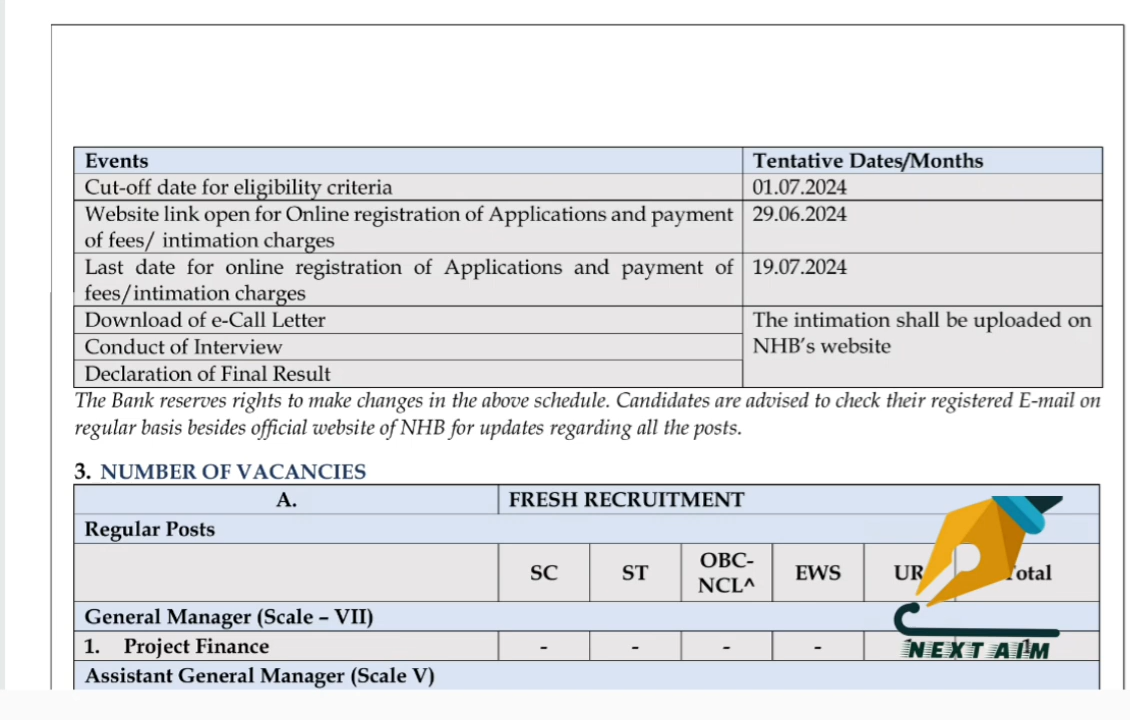 Events Tentative Dates/Months
Cut-off date for eligibility criteria 01.07.2024
Website link open for Online registration of Applications and payment 29.06.2024
of fees/ intimation charges
Last date for online registration of Applications and payment of 19.07.2024
fees/intimation charges
Download of e-Call Letter The intimation shall be uploaded on
Conduct of Interview NHB's website
Declaration of Final Result
The Bank reserves rights to make changes in the above schedule. Candidates are advised to check their registered E-mail on
regular basis besides official website of NHB for updates regarding all the posts.
3. NUMBER OF VACANCIES
A. FRESH RECRUITMENT
Regular Posts
SC ST OBC- EWS UR Total
NCL^
General Manager (Scale – VII)
1. Project Finance - - - -
NEXT AIM
Assistant General Manager (Scale V)